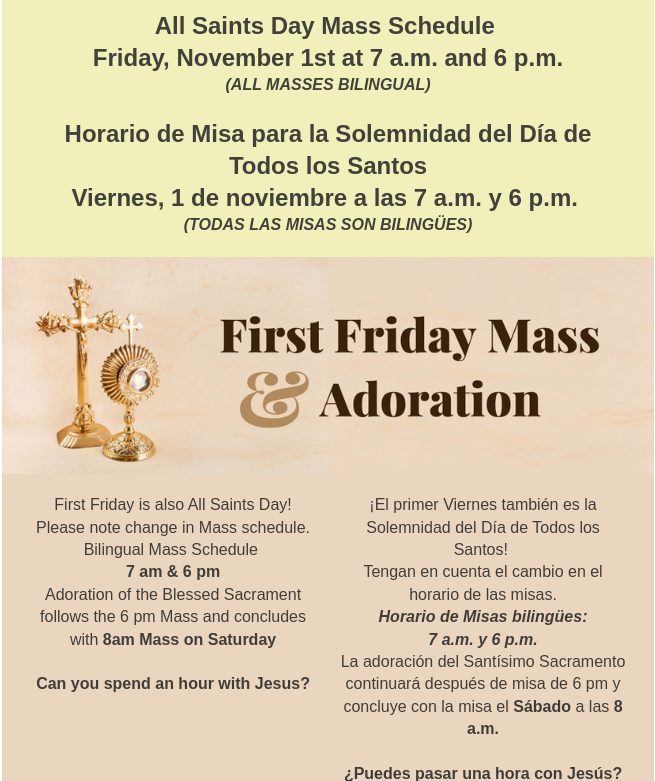 All Saints Day Mass Schedule
Friday, November 1st at 7 a.m. and 6 p.m.
(ALL MASSES BILINGUAL)
Horario de Misa para la Solemnidad del Día de
Todos los Santos
Viernes, 1 de noviembre a las 7 a.m. y 6 p.m.
(TODAS LAS MISAS SON BILINGÜES)
First Friday Mass
& Adoration
First Friday is also All Saints Day!
Please note change in Mass schedule.
Bilingual Mass Schedule
7 am & 6 pm
Adoration of the Blessed Sacrament
follows the 6 pm Mass and concludes
with 8am Mass on Saturday
Can you spend an hour with Jesus?
¡El primer Viernes también es la
Solemnidad del Día de Todos los
Santos!
Tengan en cuenta el cambio en el
horario de las misas.
Horario de Misas bilingües:
7 a.m. y 6 p.m.
La adoración del Santísimo Sacramento
continuará después de misa de 6 pm y
concluye con la misa el Sábado a las 8
a.m.
¿Puedes pasar una hora con Jesús?